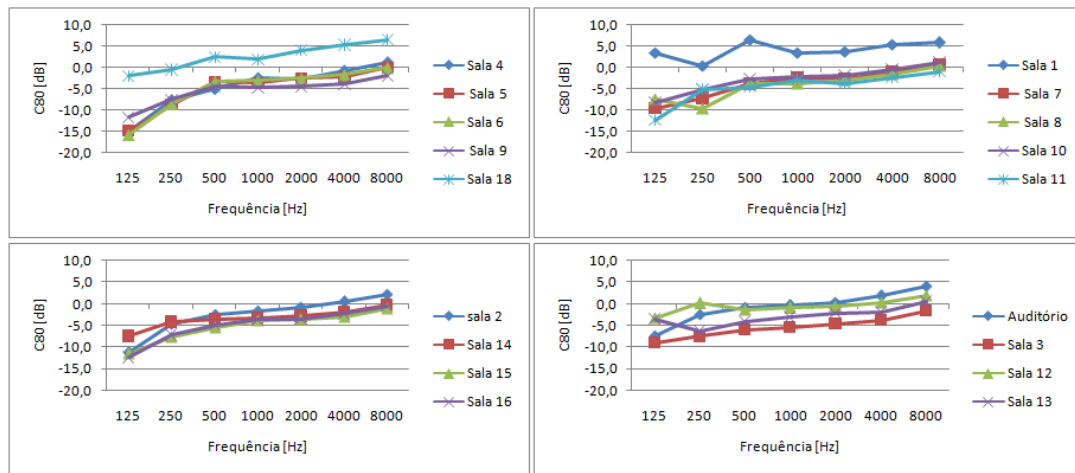 C80 [dB]
10,0
5,0
0,0
-5,0
-10,0
-15,0
-20,0
125 250 500 1000 2000 4000 8000
Frequência [Hz]
Sala 4
Sala 5
Sala 6
Sala 9
Sala 18
C80 [dB]
10,0
5,0
0,0
-5,0
-10,0
-15,0
-20,0
125 250 500 1000 2000 4000 8000
Frequência [Hz]
Sala 1
Sala 7
Sala 8
Sala 10
Sala 11
C80 [dB]
10,0
5,0
0,0
-5,0
-10,0
-15,0
-20,0
125 250 500 1000 2000 4000 8000
Frequência [Hz]
sala 2
Sala 14
Sala 15
Sala 16
C80 [dB]
10,0
5,0
0,0
-5,0
-10,0
-15,0
-20,0
125 250 500 1000 2000 4000 8000
Frequência [Hz]
Auditório
Sala 3
Sala 12
Sala 13